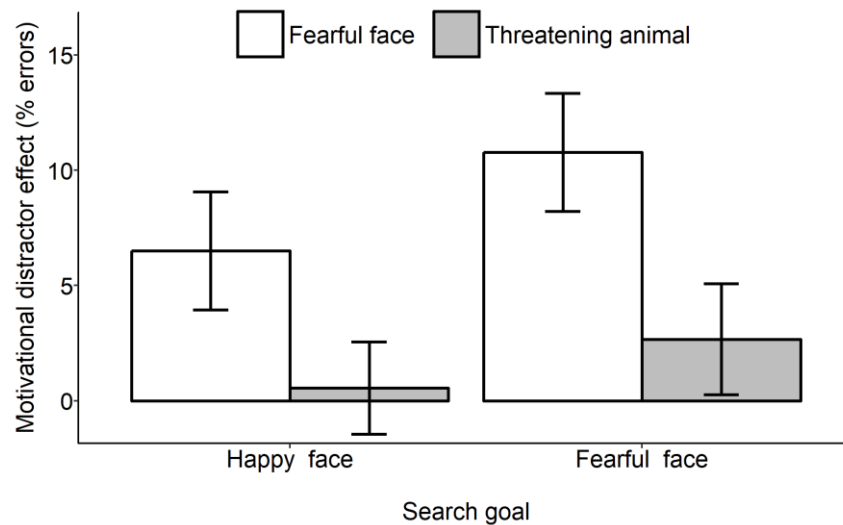 Fearful face
Threatening animal
Motivational distractor effect (% errors)
15
10
5
0
Happy face
Fearful face
Search goal